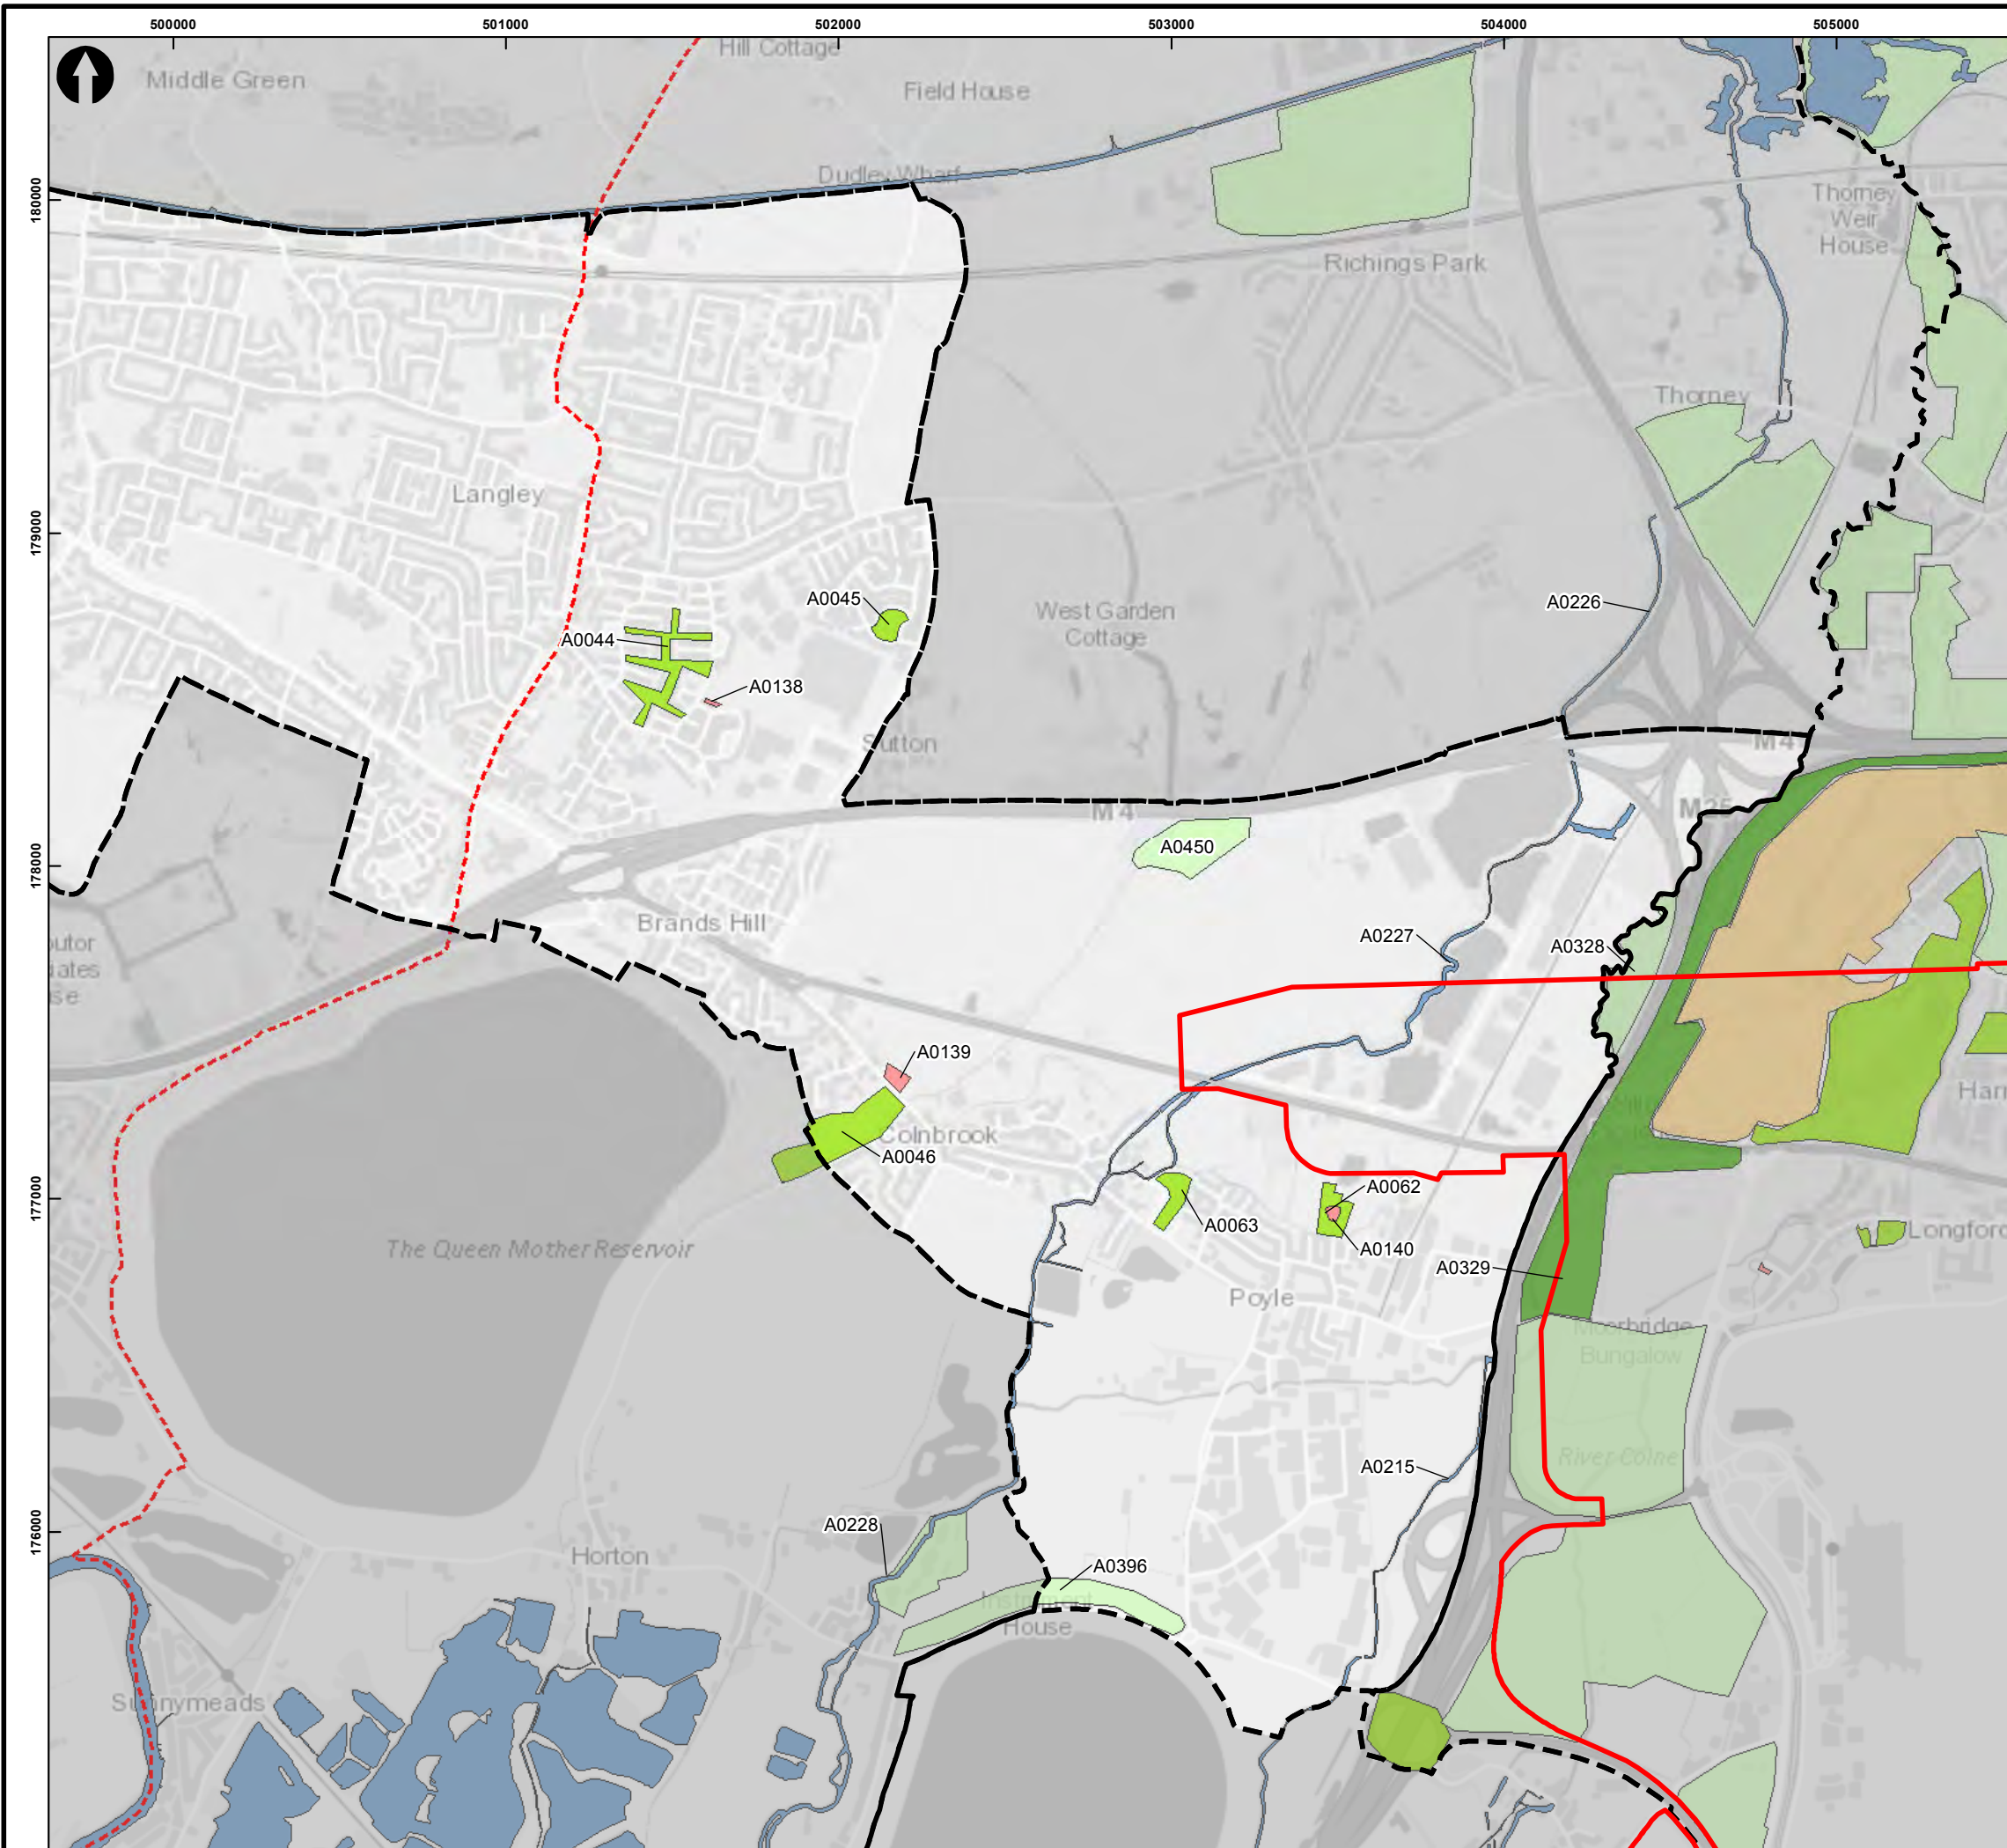 500000 501000 502000 503000 504000 505000
Hill Cottage
Middle Green
Field House
Dudley Wharf
180000
Thorney
Weir
House
Richings Park
Thorney
Langley
179000
A0045
A0226
West Garden
Cottage
A0044
A0138
Sutton
M4
M4
M25
A0450
178000
Brands Hill
A0227
A0328
A0139
Colnbrook
A0046
177000
A0062
A0063
Longford
A0140
The Queen Mother Reservoir
A0329
Poyle
Moorbridge
Bungalow
River Colne
A0215
176000
A0228
Horton
A0396
Instrument
House
Sunnymeads